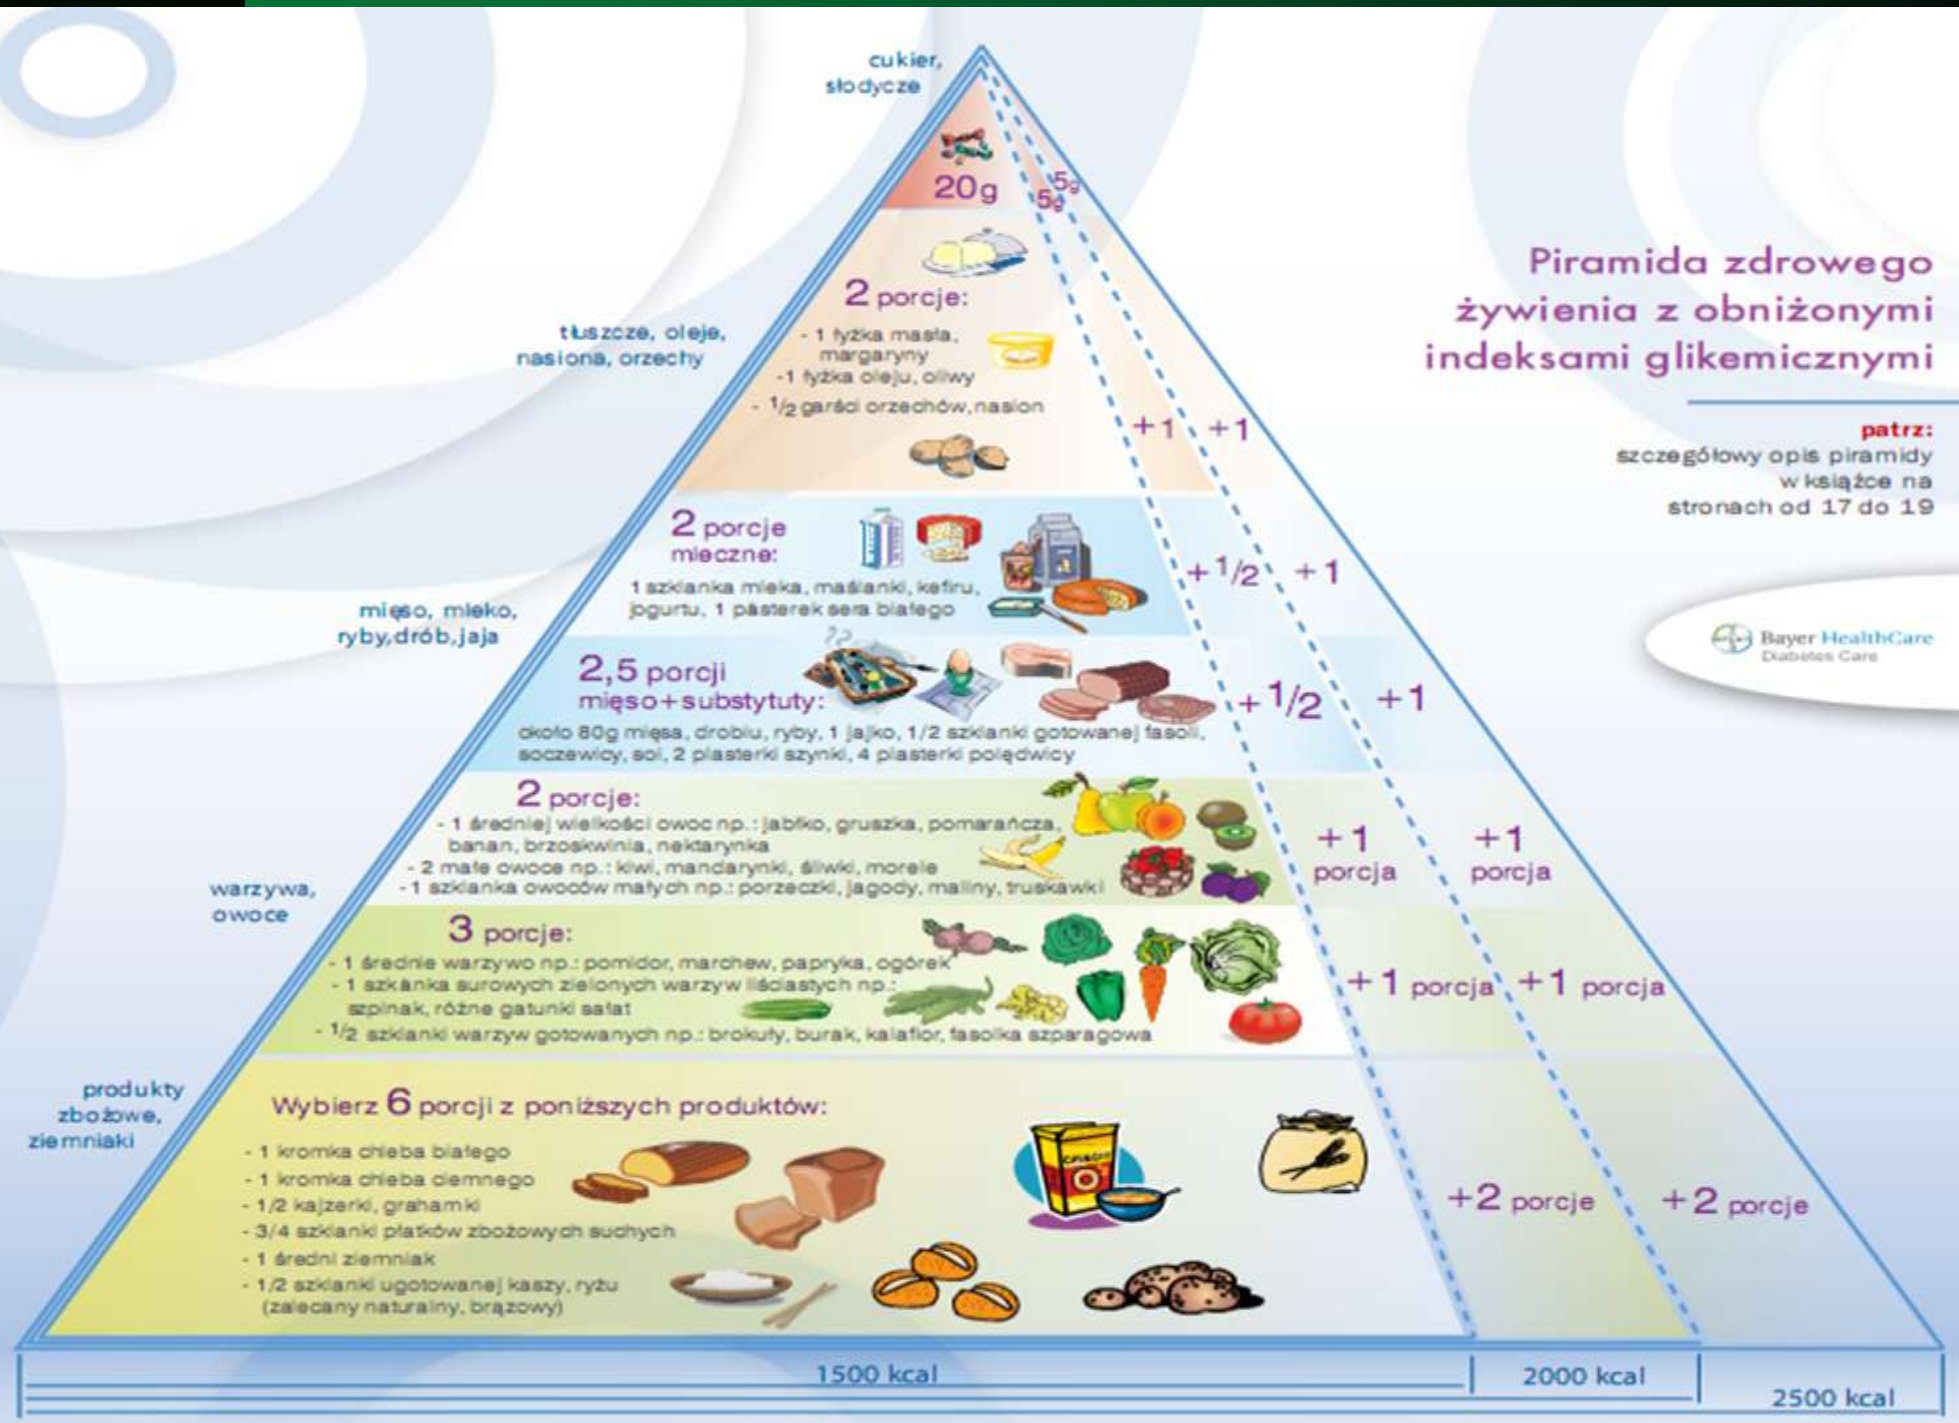 cukier,
słodycze
20g
5g
5g
Piramida zdrowego
żywienia z obniżonymi
indeksami glikemicznymi
patrz:
szczegółowy opis piramidy
w książce na
stronach od 17 do 19
Bayer HealthCare
Diabetes Care
tłuszcze, oleje,
nasiona, orzechy
2 porcje:
- 1 łyżka masła,
margaryny
-1 łyżka oleju, oliwy
- 1/2 garści orzechów, nasion
+1 +1
mięso, mleko,
ryby,drób,jaja
2 porcje
mleczne:
1 szklanka mleka, maślanki, kefiru,
jogurtu, 1 pasterek sera białego
+1/2 +1
2,5 porcji
mięso+substytuty:
około 80g mięsa, drobiu, ryby, 1 jajko, 1/2 szklanki gotowanej fasoli,
soczewicy, soi, 2 plasterki szynki, 4 plasterki polędwicy
+1/2 +1
warzywa,
owoce
2 porcje:
- 1 średniej wielkości owoc np.: jabłko, gruszka, pomarańcza,
banan, brzoskwinia, nektarynka
- 2 małe owoce np.: kiwi, mandarynki, śliwki, morele
- 1 szklanka owoców małych np.: porzeczki, jagody, maliny, truskawki
+1
porcja
+1
porcja
3 porcje:
- 1 średnie warzywo np.: pomidor, marchew, papryka, ogórek
- 1 szkanka surowych zielonych warzyw liściastych np.:
szpinak, różne gatunki sałat
- 1/2 szklanki warzyw gotowanych np.: brokuły, burak, kalafior, fasolka szparagowa
+1 porcja +1 porcja
produkty
zbożowe,
ziemniaki
Wybierz 6 porcji z poniższych produktów:
- 1 kromka chleba białego
- 1 kromka chleba ciemnego
- 1/2 kajzerki, grahamki
- 3/4 szklanki płatków zbożowych suchych
- 1 średni ziemniak
- 1/2 szklanki ugotowanej kaszy, ryżu
(zalecany naturalny, brązowy)
+2 porcje +2 porcje
1500 kcal
2000 kcal
2500 kcal